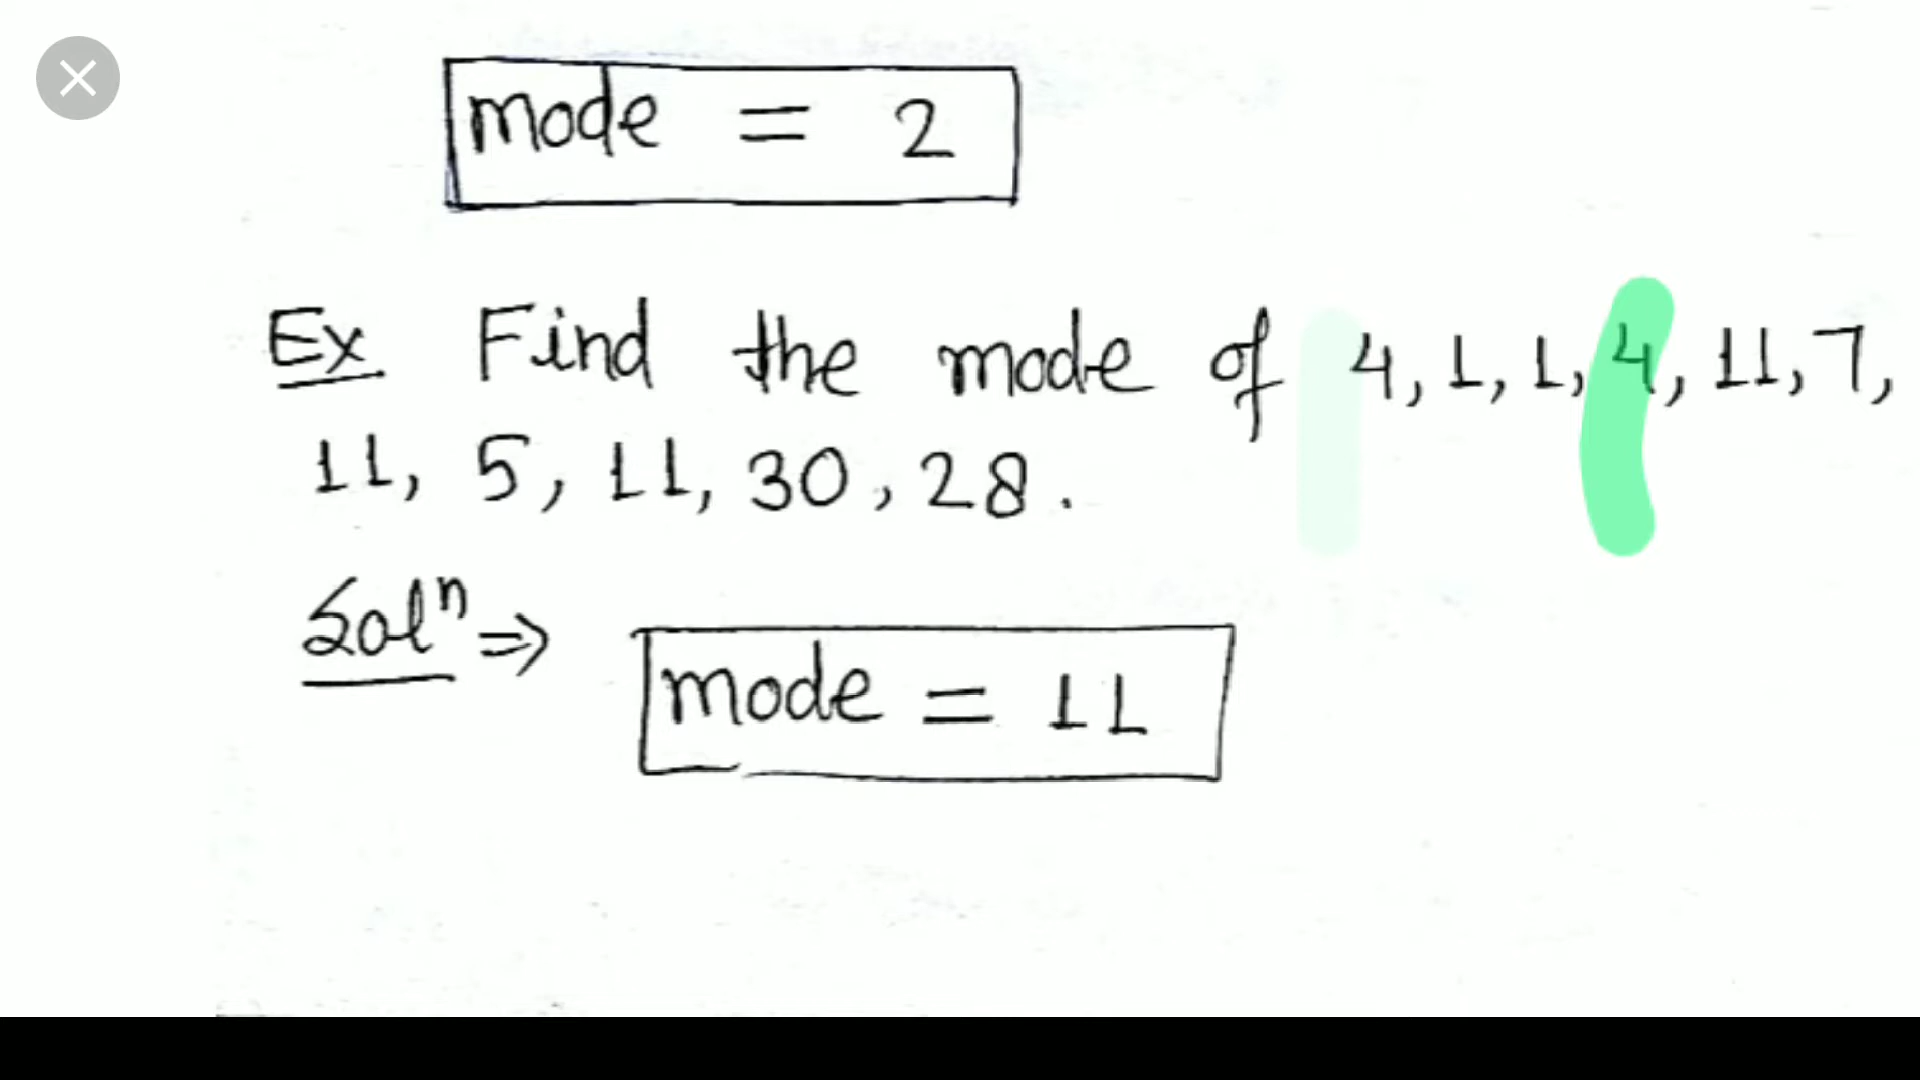 mode = 2
Ex Find the mode of 4, 1, 1, 4, 11, 7,
11, 5, 11, 30, 28.
Solⁿ ⇒ mode = 11